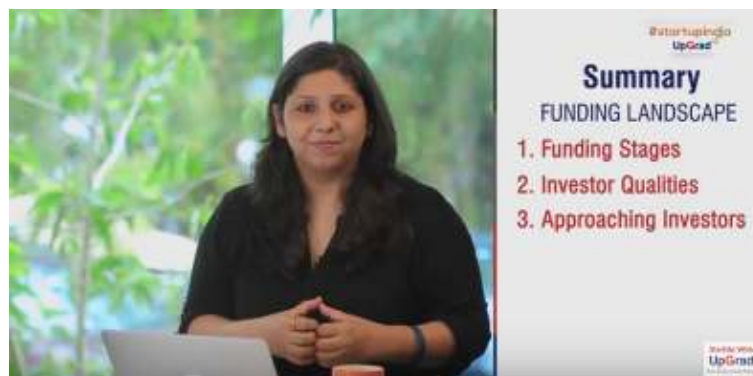 #startupindia
UpGrad
Summary
FUNDING LANDSCAPE
1. Funding Stages
2. Investor Qualities
3. Approaching Investors
UpGrad